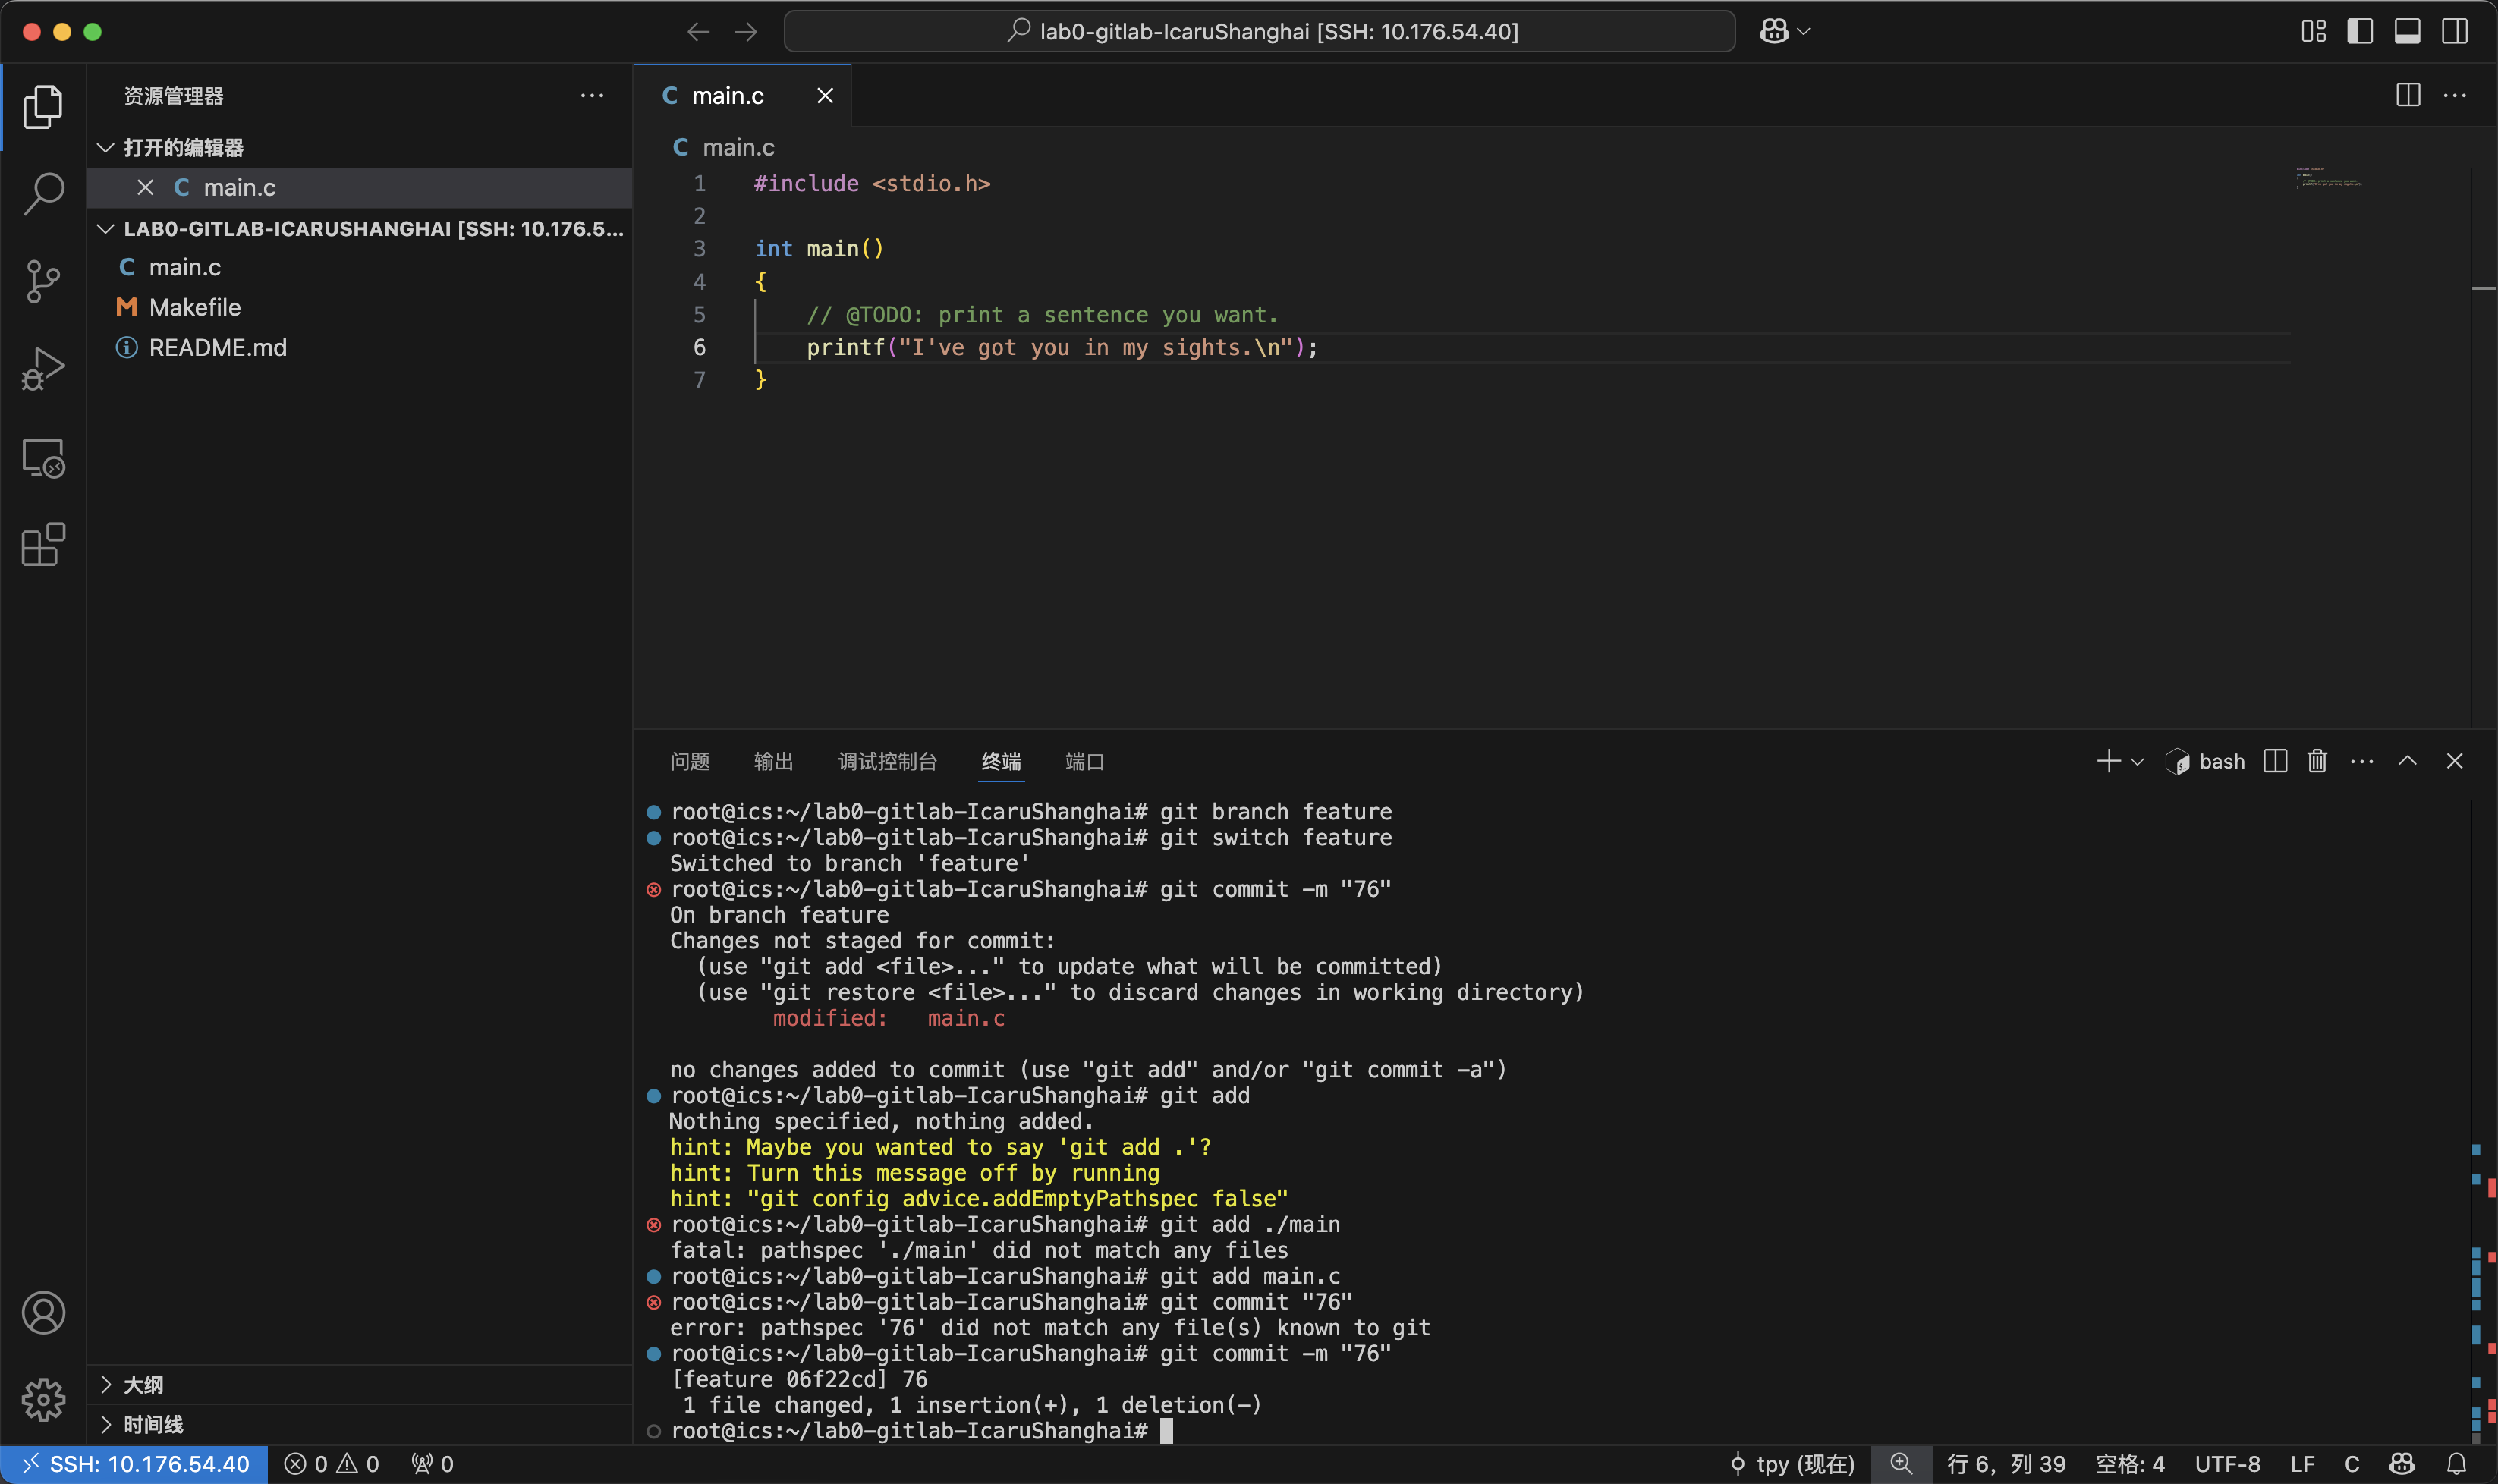 lab0-gitlab-IcaruShanghai [SSH: 10.176.54.40]
资源管理器
打开的编辑器
main.c
LAB0-GITLAB-ICARUSHANGHAI [SSH: 10.176.5...
main.c
Makefile
README.md
大纲
时间线
main.c
main.c
1 #include <stdio.h>
2
3 int main()
4 {
5 // @TODO: print a sentence you want.
6 printf("I've got you in my sights.\n");
7 }
问题 输出 调试控制台 终端 端口
bash
root@ics:~/lab0-gitlab-IcaruShanghai# git branch feature
root@ics:~/lab0-gitlab-IcaruShanghai# git switch feature
Switched to branch 'feature'
root@ics:~/lab0-gitlab-IcaruShanghai# git commit -m "76"
On branch feature
Changes not staged for commit:
(use "git add <file>..." to update what will be committed)
(use "git restore <file>..." to discard changes in working directory)
modified: main.c
no changes added to commit (use "git add" and/or "git commit -a")
root@ics:~/lab0-gitlab-IcaruShanghai# git add
Nothing specified, nothing added.
hint: Maybe you wanted to say 'git add .'?
hint: Turn this message off by running
hint: "git config advice.addEmptyPathspec false"
root@ics:~/lab0-gitlab-IcaruShanghai# git add ./main
fatal: pathspec './main' did not match any files
root@ics:~/lab0-gitlab-IcaruShanghai# git add main.c
root@ics:~/lab0-gitlab-IcaruShanghai# git commit "76"
error: pathspec '76' did not match any file(s) known to git
root@ics:~/lab0-gitlab-IcaruShanghai# git commit -m "76"
[feature 06f22cd] 76
1 file changed, 1 insertion(+), 1 deletion(-)
root@ics:~/lab0-gitlab-IcaruShanghai#
SSH: 10.176.54.40 0 0 0 tpy (现在) 行 6，列 39 空格: 4 UTF-8 LF C